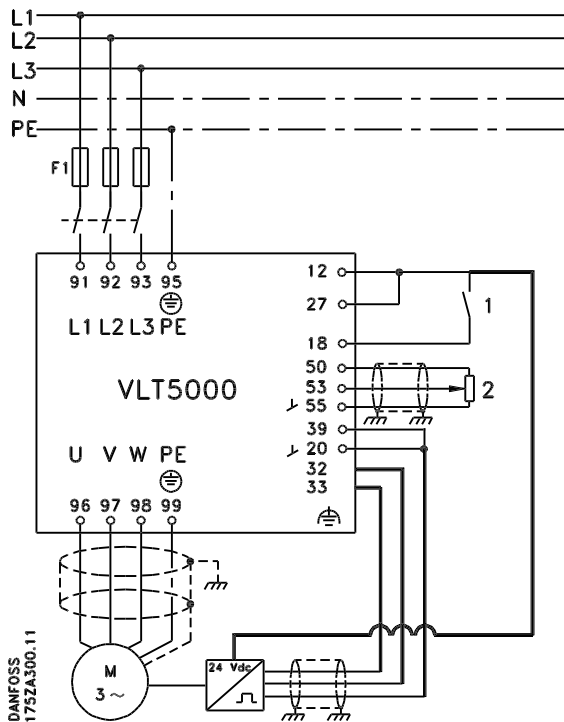 L1
L2
L3
N
PE
F1
91 92 93 95
12
27
1
18
L1 L2 L3 PE
50
53
2
55
VLT5000
39
20
U V W PE
32
33
96 97 98 99
M
3~
24 Vdc
DANFOSS
175ZA300.11